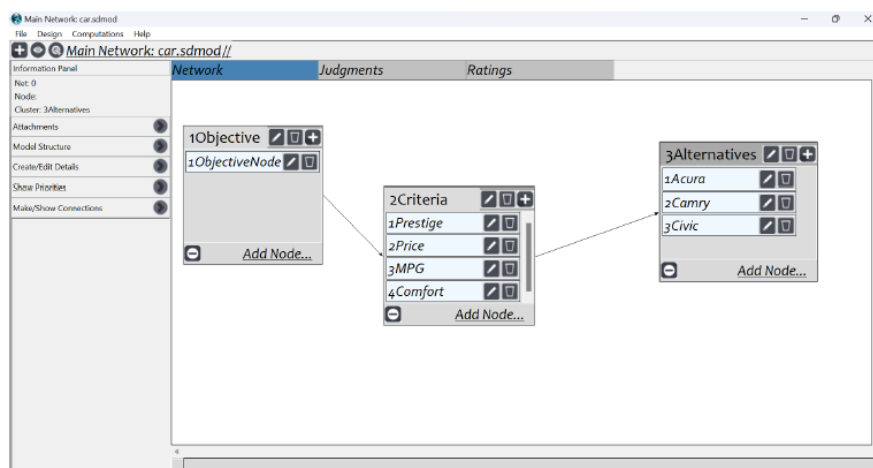 Main Network: car.sdmod
File Design Computations Help
Main Network: car.sdmod//
Information Panel
Net: 0
Node:
Cluster: 3Alternatives
Attachments
Model Structure
Create/Edit Details
Show Priorities
Make/Show Connections
Network Judgments Ratings
1Objective
1ObjectiveNode
Add Node...
2Criteria
1Prestige
2Price
3MPG
4Comfort
Add Node...
3Alternatives
1Acura
2Camry
3Civic
Add Node...